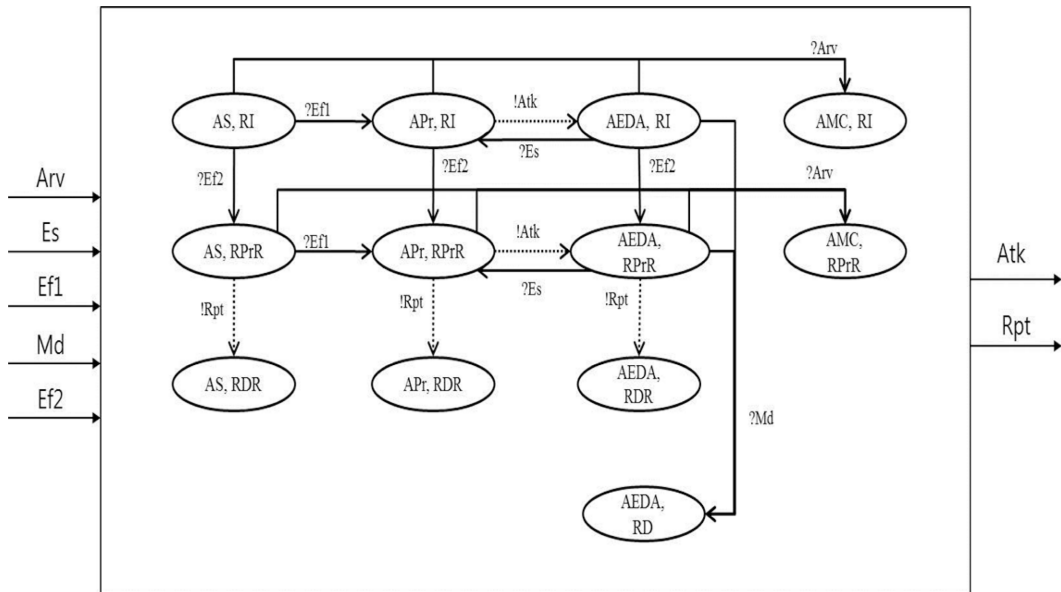 ?Arv
AS, RI
?Ef1
APr, RI
!Atk
AEDA, RI
AMC, RI
?Es
?Ef2
?Ef2
?Ef2
?Arv
Arv
Es
Ef1
Md
Ef2
AS, RPrR
?Ef1
APr, RPrR
!Atk
AEDA,
RPrR
AMC,
RPrR
?Es
!Rpt
!Rpt
!Rpt
Atk
Rpt
AS, RDR
APr, RDR
AEDA,
RDR
?Md
AEDA,
RD